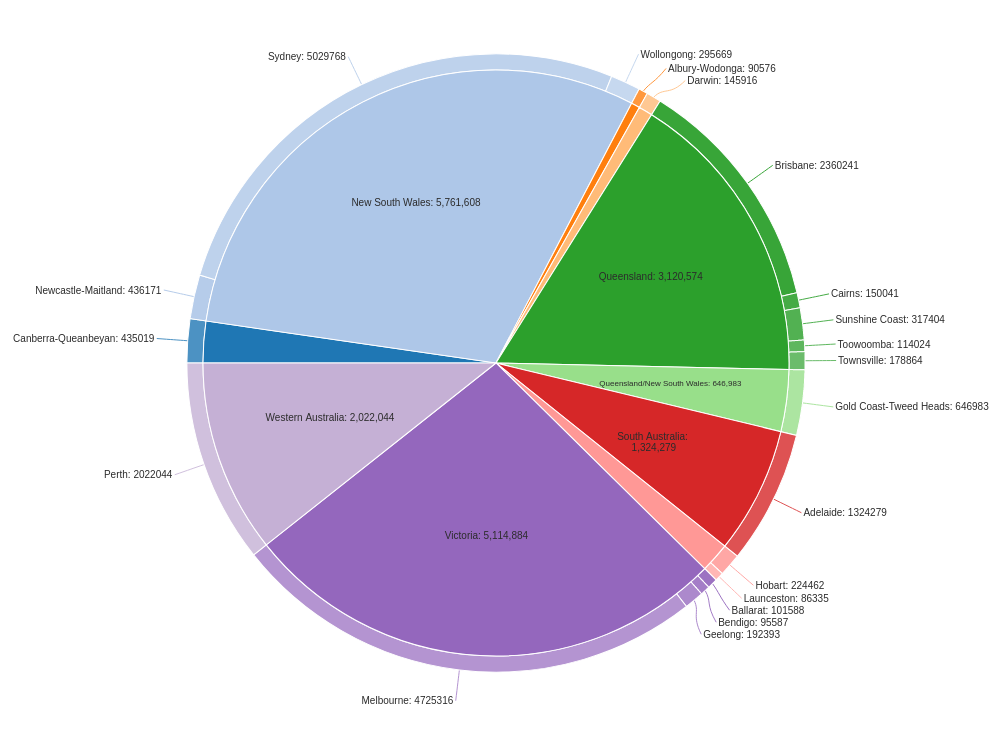 Sydney: 5029768
Wollongong: 295669
Albury-Wodonga: 90576
Darwin: 145916
Brisbane: 2360241
New South Wales: 5,761,608
Queensland: 3,120,574
Newcastle-Maitland: 436171
Cairns: 150041
Sunshine Coast: 317404
Canberra-Queanbeyan: 435019
Toowoomba: 114024
Townsville: 178864
Queensland/New South Wales: 646,983
Gold Coast-Tweed Heads: 646983
Western Australia: 2,022,044
South Australia:
1,324,279
Perth: 2022044
Adelaide: 1324279
Victoria: 5,114,884
Hobart: 224462
Launceston: 86335
Ballarat: 101588
Bendigo: 95587
Geelong: 192393
Melbourne: 4725316